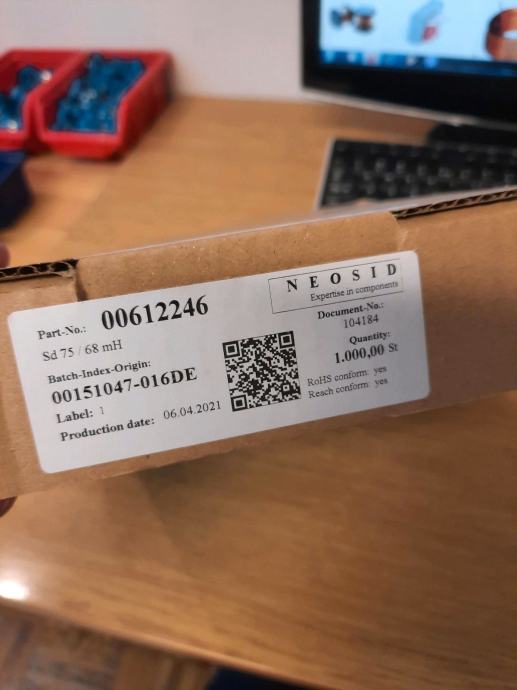 Part-No.: 00612246
Sd 75 / 68 mH
Batch-Index-Origin:
00151047-016DE
Label: 1
Production date: 06.04.2021
NEOSID
Expertise in components
Document-No.:
104184
Quantity:
1.000,00 St
RoHS conform: yes
Reach conform: yes